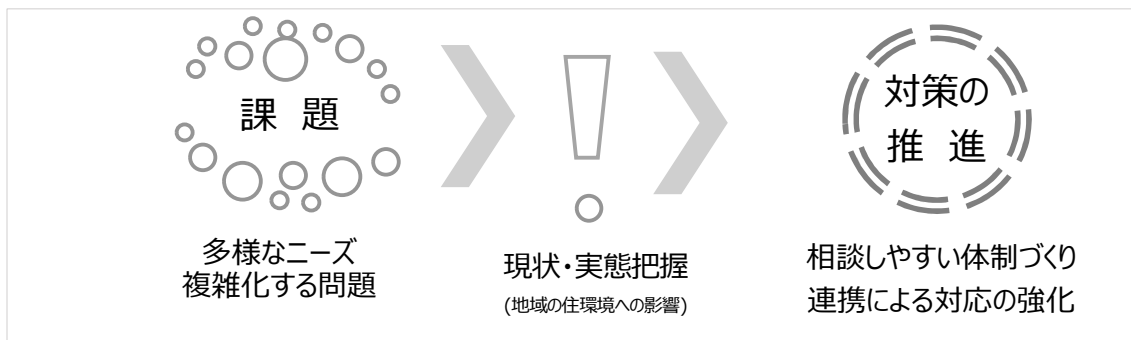 課 題
多様なニーズ
複雑化する問題
現状・実態把握
(地域の住環境への影響)
対策の
推 進
相談しやすい体制づくり
連携による対応の強化